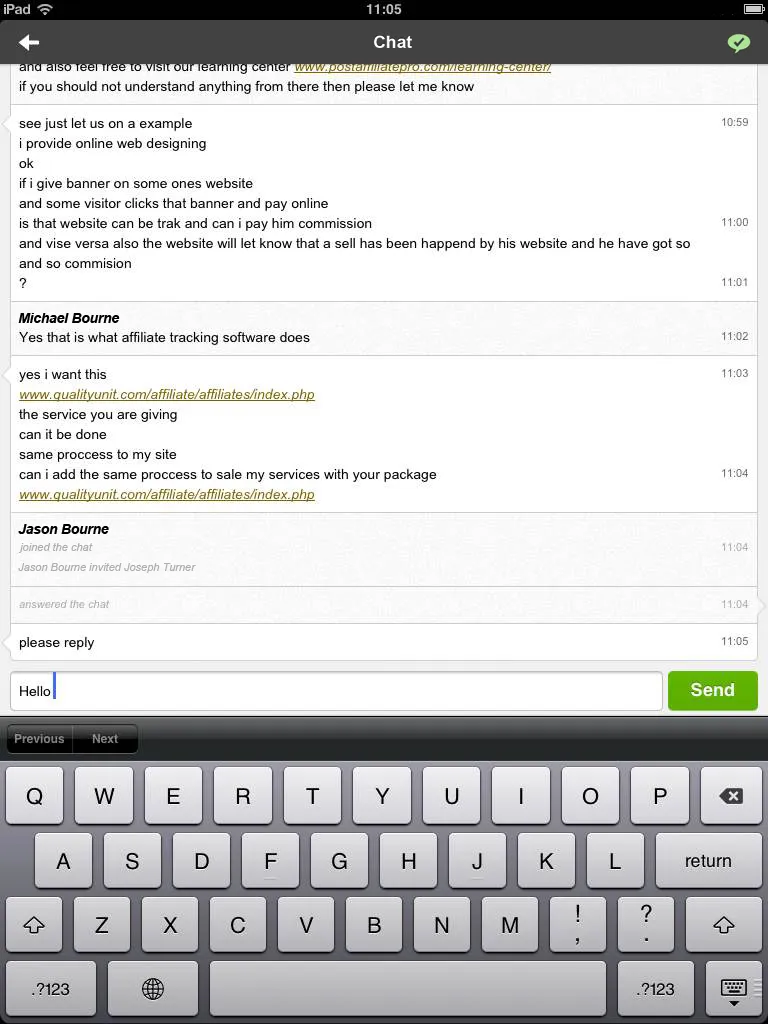 iPad
11:05
Chat
and also feel free to visit our learning center www.postaffiliatepro.com/learning-center/
if you should not understand anything from there then please let me know
see just let us on a example 10:59
i provide online web designing
ok
if i give banner on some ones website
and some visitor clicks that banner and pay online
is that website can be trak and can i pay him commission 11:00
and vise versa also the website will let know that a sell has been happend by his website and he have got so
and so commision
? 11:01
Michael Bourne
Yes that is what affiliate tracking software does 11:02
yes i want this 11:03
www.qualityunit.com/affiliate/affiliates/index.php
the service you are giving
can it be done
same proccess to my site
can i add the same proccess to sale my services with your package 11:04
www.qualityunit.com/affiliate/affiliates/index.php
Jason Bourne
joined the chat 11:04
Jason Bourne invited Joseph Turner
answered the chat 11:04
please reply 11:05
Hello Send
Previous Next
Q W E R T Y U I O P
A S D F G H J K L return
Z X C V B N M ! , ? .
.?123 .?123